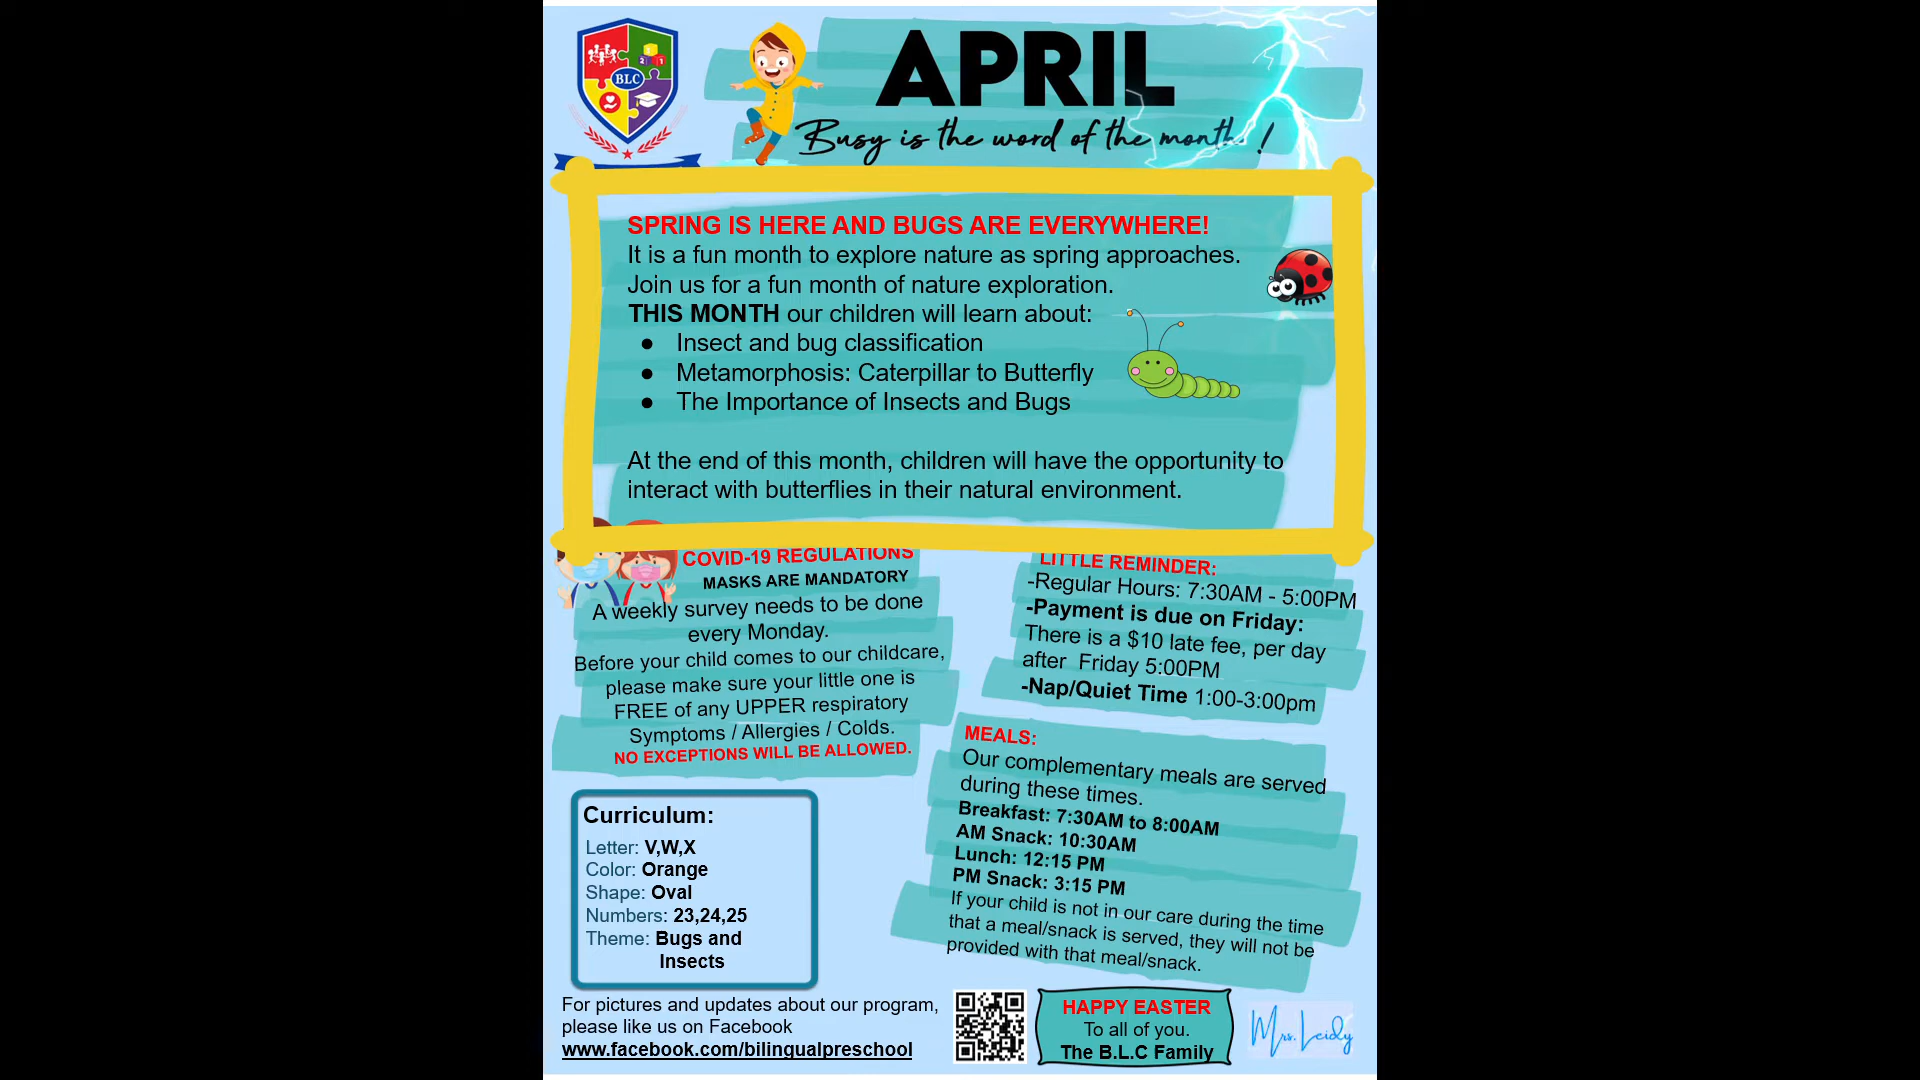 BLC
APRIL
Busy is the word of the month!
SPRING IS HERE AND BUGS ARE EVERYWHERE!
It is a fun month to explore nature as spring approaches.
Join us for a fun month of nature exploration.
THIS MONTH our children will learn about:
● Insect and bug classification
● Metamorphosis: Caterpillar to Butterfly
● The Importance of Insects and Bugs
At the end of this month, children will have the opportunity to
interact with butterflies in their natural environment.
COVID-19 REGULATIONS
MASKS ARE MANDATORY
A weekly survey needs to be done
every Monday.
Before your child comes to our childcare,
please make sure your little one is
FREE of any UPPER respiratory
Symptoms / Allergies / Colds.
NO EXCEPTIONS WILL BE ALLOWED.
LITTLE REMINDER:
-Regular Hours: 7:30AM - 5:00PM
-Payment is due on Friday:
There is a $10 late fee, per day
after Friday 5:00PM
-Nap/Quiet Time 1:00-3:00pm
MEALS:
Our complementary meals are served
during these times.
Breakfast: 7:30AM to 8:00AM
AM Snack: 10:30AM
Lunch: 12:15 PM
PM Snack: 3:15 PM
If your child is not in our care during the time
that a meal/snack is served, they will not be
provided with that meal/snack.
Curriculum:
Letter: V,W,X
Color: Orange
Shape: Oval
Numbers: 23,24,25
Theme: Bugs and
Insects
For pictures and updates about our program,
please like us on Facebook
www.facebook.com/bilingualpreschool
HAPPY EASTER
To all of you.
The B.L.C Family
Mrs. Leidy